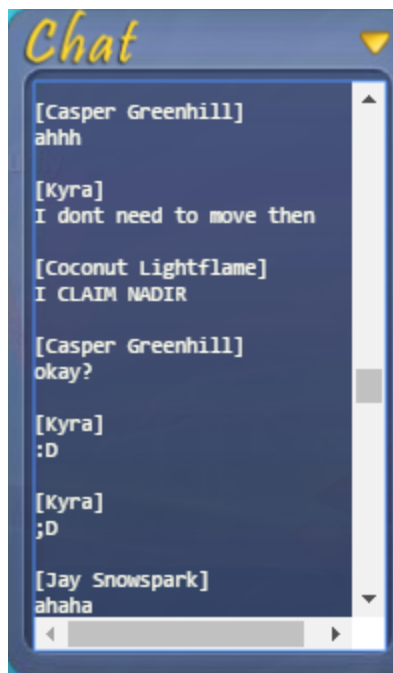 Chat
[Casper Greenhill]
ahhh
[Kyra]
I dont need to move then
[Coconut Lightflame]
I CLAIM NADIR
[Casper Greenhill]
okay?
[Kyra]
:D
[Kyra]
;D
[Jay Snowspark]
ahaha